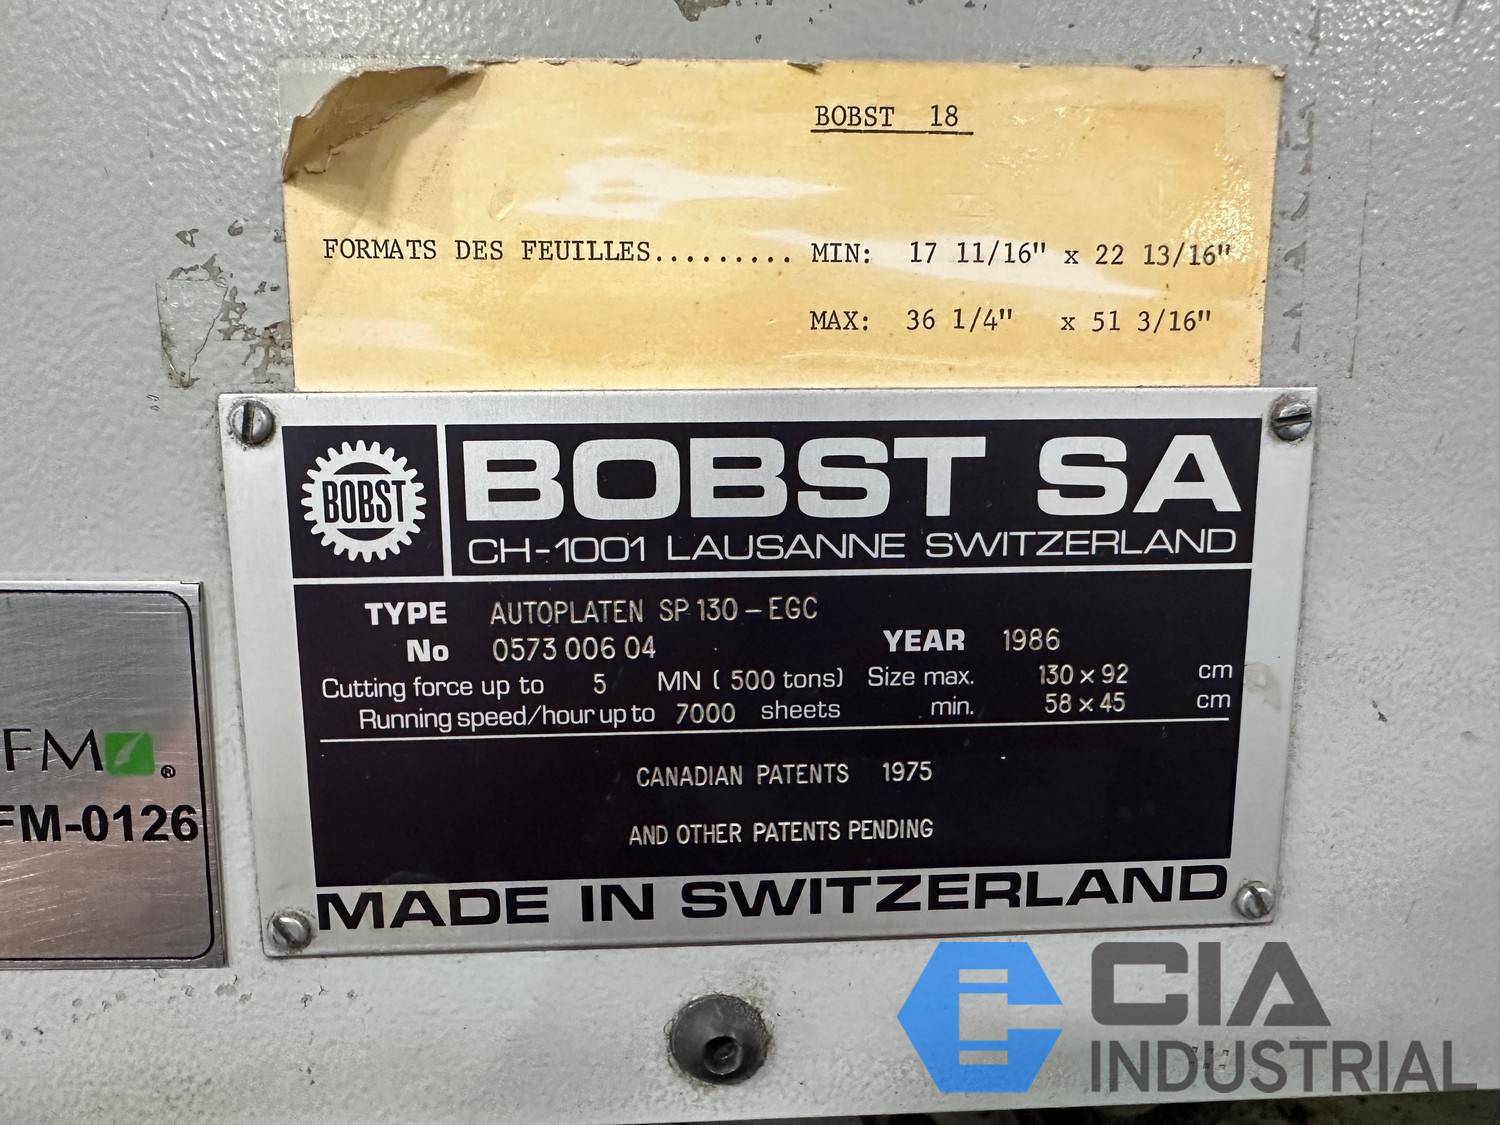 BOBST 18
FORMATS DES FEUILLES......... MIN: 17 11/16" x 22 13/16"
MAX: 36 1/4" x 51 3/16"
BOBST
BOBST SA
CH-1001 LAUSANNE SWITZERLAND
TYPE AUTOPLATEN SP 130-EGC
No 0573 006 04 YEAR 1986
Cutting force up to 5 MN (500 tons) Size max. 130 x 92 cm
Running speed/hour up to 7000 sheets min. 58 x 45 cm
CANADIAN PATENTS 1975
AND OTHER PATENTS PENDING
MADE IN SWITZERLAND
FM ®
FM-0126
CIA
INDUSTRIAL